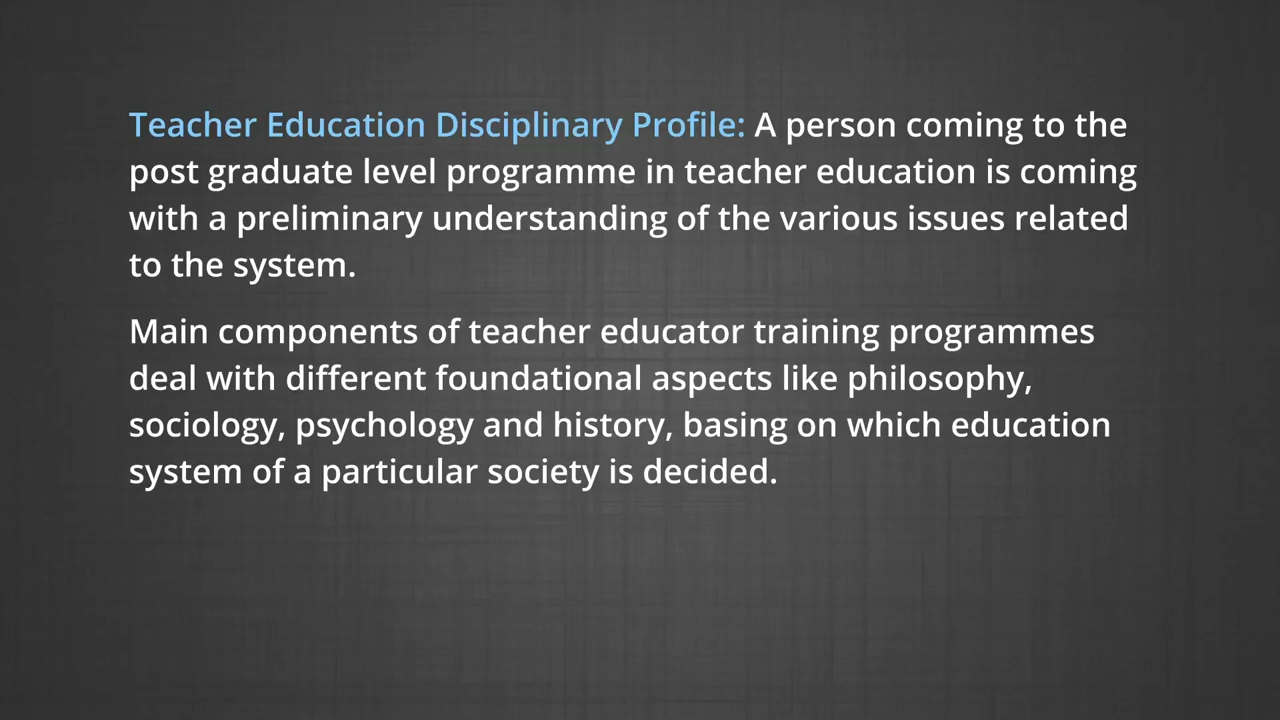 Teacher Education Disciplinary Profile: A person coming to the
post graduate level programme in teacher education is coming
with a preliminary understanding of the various issues related
to the system.
Main components of teacher educator training programmes
deal with different foundational aspects like philosophy,
sociology, psychology and history, basing on which education
system of a particular society is decided.